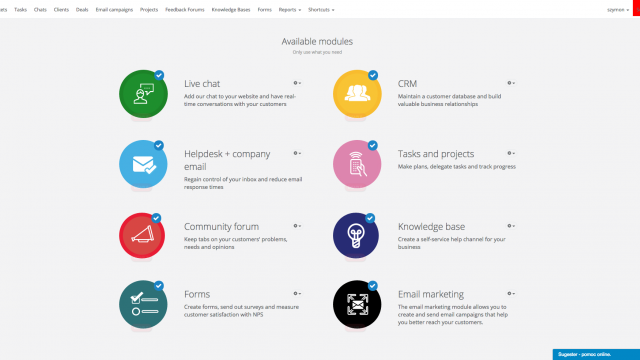 ets Tasks Chats Clients Deals Email campaigns Projects Feedback Forums Knowledge Bases Forms Reports Shortcuts szymon
Available modules
Only use what you need
Live chat
Add our chat to your website and have real-
time conversations with your customers
CRM
Maintain a customer database and build
valuable business relationships
Helpdesk + company
email
Regain control of your inbox and reduce email
response times
Tasks and projects
Make plans, delegate tasks and track progress
Community forum
Keep tabs on your customers' problems,
needs and opinions
Knowledge base
Create a self-service help channel for your
business
Forms
Create forms, send out surveys and measure
customer satisfaction with NPS
Email marketing
The email marketing module allows you to
create and send email campaigns that help
you better reach your customers.
Sugester - pomoc online.